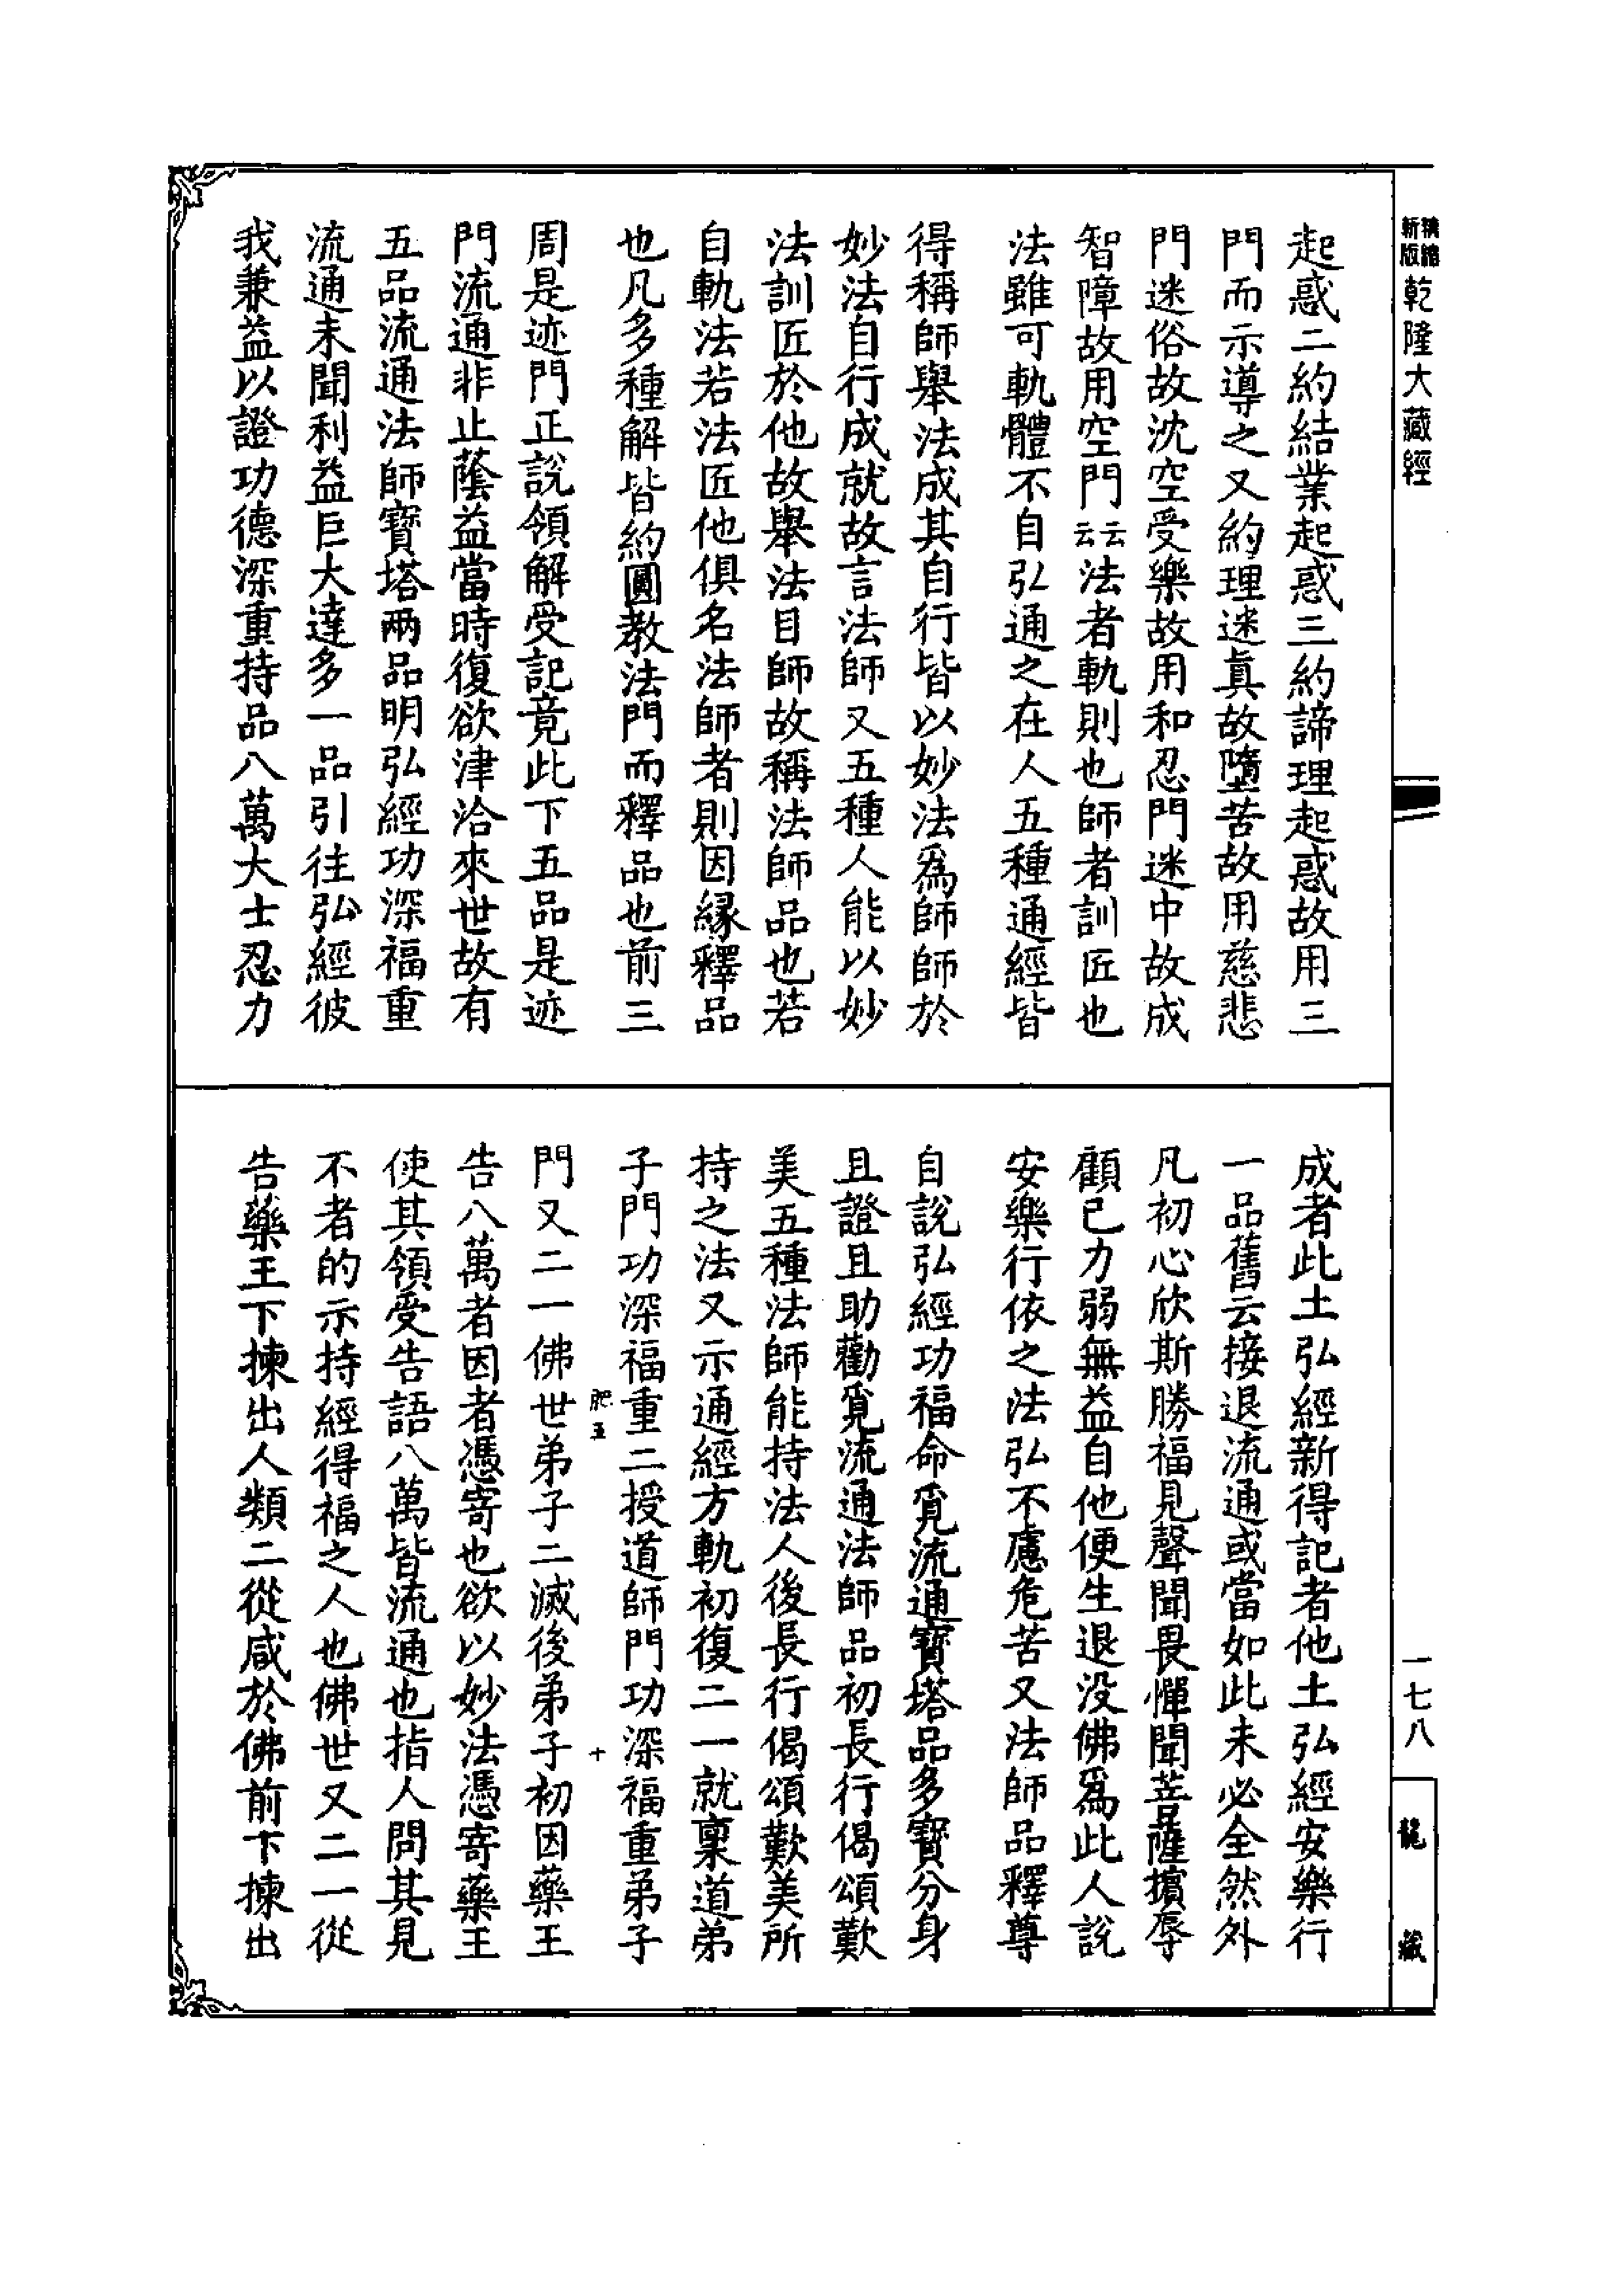 精縮新版
乾隆大藏經
一七八
龍藏
起惑二約結業起惑三約諦理起惑故用三
門而示導之又約理迷真故墮苦故用慈悲
門迷俗故沈空受樂故用和忍門迷中故成
智障故用空門云云法者軌則也師者訓匠也
法雖可軌體不自弘通之在人五種通經皆
得稱師舉法成其自行皆以妙法爲師師於
妙法自行成就故言法師又五種人能以妙
法訓匠於他故舉法目師故稱法師品也若
自軌法若法匠他俱名法師者則因緣釋品
也凡多種解皆約圓教法門而釋品也前三
周是迹門正說領解受記竟此下五品是迹
門流通非止蔭益當時復欲津洽來世故有
五品流通法師寶塔兩品明弘經功深福重
流通未聞利益巨大達多一品引往弘經彼
我兼益以證功德深重持品八萬大士忍力
成者此土弘經新得記者他土弘經安樂行
一品舊云接退流通或當如此未必全然外
凡初心欣斯勝福見聲聞畏憚聞菩薩擯辱
顧己力弱無益自他便生退没佛爲此人說
安樂行依之法弘不慮危苦又法師品釋尊
自說弘經功福命覓流通寶塔品多寶分身
且證且助勸覓流通法師品初長行偈頌歎
美五種法師能持法人後長行偈頌歎美所
持之法又示通經方軌初復二一就稟道弟
子門功深福重二授道師門功深福重弟子
肥五
十
門又二一佛世弟子二滅後弟子初因藥王
告八萬者因者憑寄也欲以妙法憑寄藥王
使其領受告語八萬皆流通也指人問其見
不者的示持經得福之人也佛世又二一從
告藥王下揀出人類二從咸於佛前下揀出